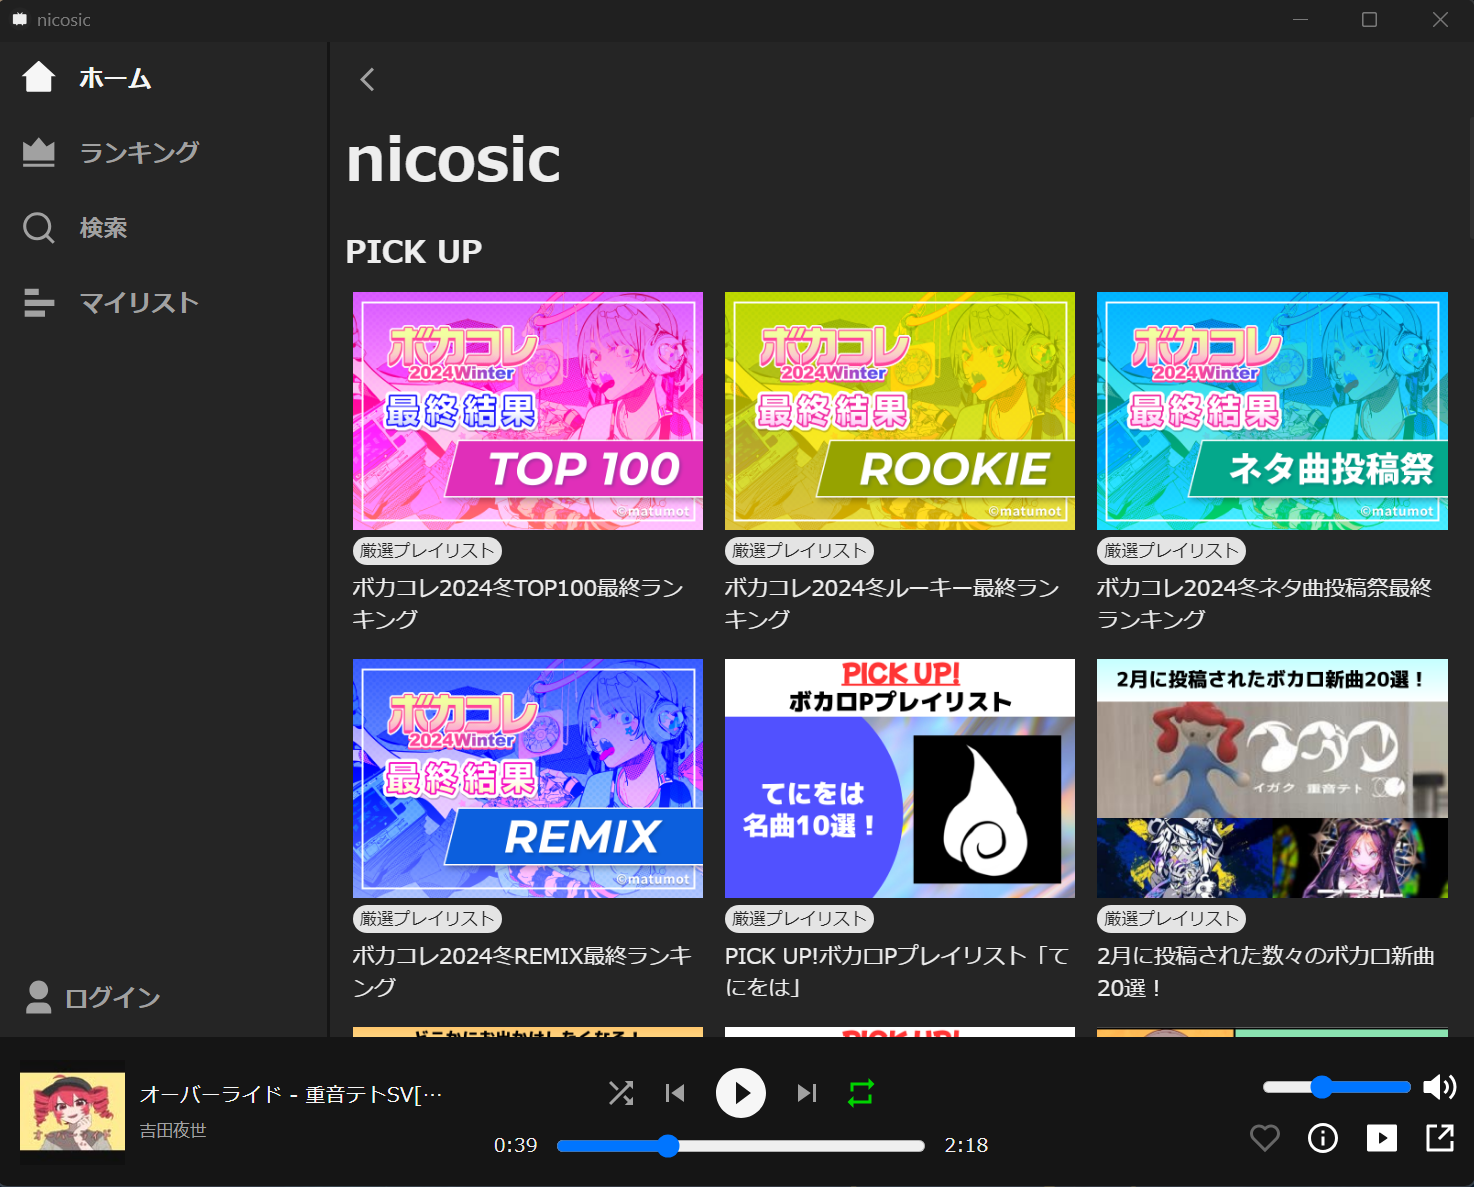 nicosic
ホーム
ランキング
検索
マイリスト
ログイン
nicosic
PICK UP
ボカコレ
2024Winter
最終結果
TOP 100
©matumot
厳選プレイリスト
ボカコレ2024冬TOP100最終ラン
キング
ボカコレ
2024Winter
最終結果
ROOKIE
©matumot
厳選プレイリスト
ボカコレ2024冬ルーキー最終ラン
キング
ボカコレ
2024Winter
最終結果
ネタ曲投稿祭
©matumot
厳選プレイリスト
ボカコレ2024冬ネタ曲投稿祭最終
ランキング
ボカコレ
2024Winter
最終結果
REMIX
©matumot
厳選プレイリスト
ボカコレ2024冬REMIX最終ランキ
ング
PICK UP!
ボカロPプレイリスト
てにをは
名曲10選！
厳選プレイリスト
PICK UP!ボカロPプレイリスト「て
にをは」
2月に投稿されたボカロ新曲20選！
イガク 重音テト
厳選プレイリスト
2月に投稿された数々のボカロ新曲
20選！
どこかにお出かけしたくなる！
PICK UP!
オーバーライド - 重音テトSV[…
吉田夜世
0:39
2:18